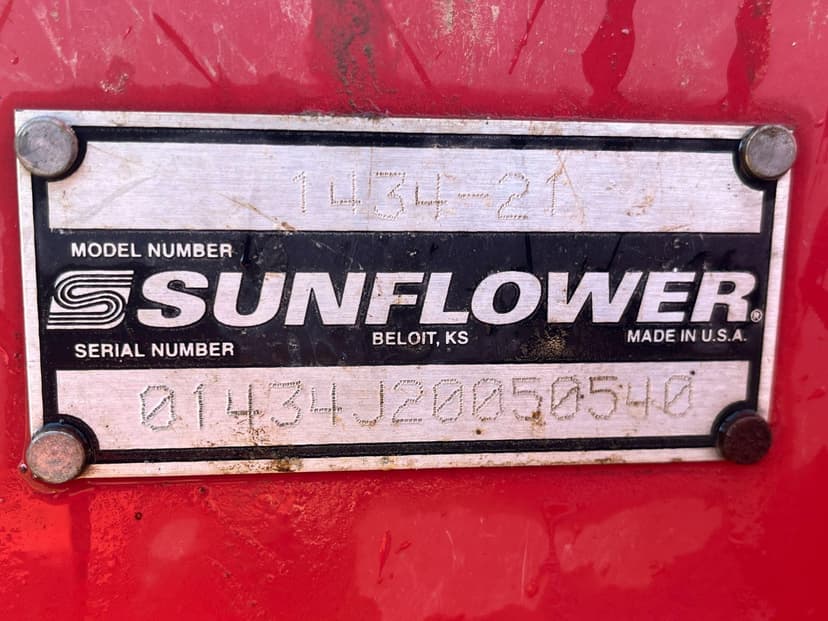 1434-21
MODEL NUMBER
SUNFLOWER®
BELOIT, KS MADE IN U.S.A.
SERIAL NUMBER
01434J20050540